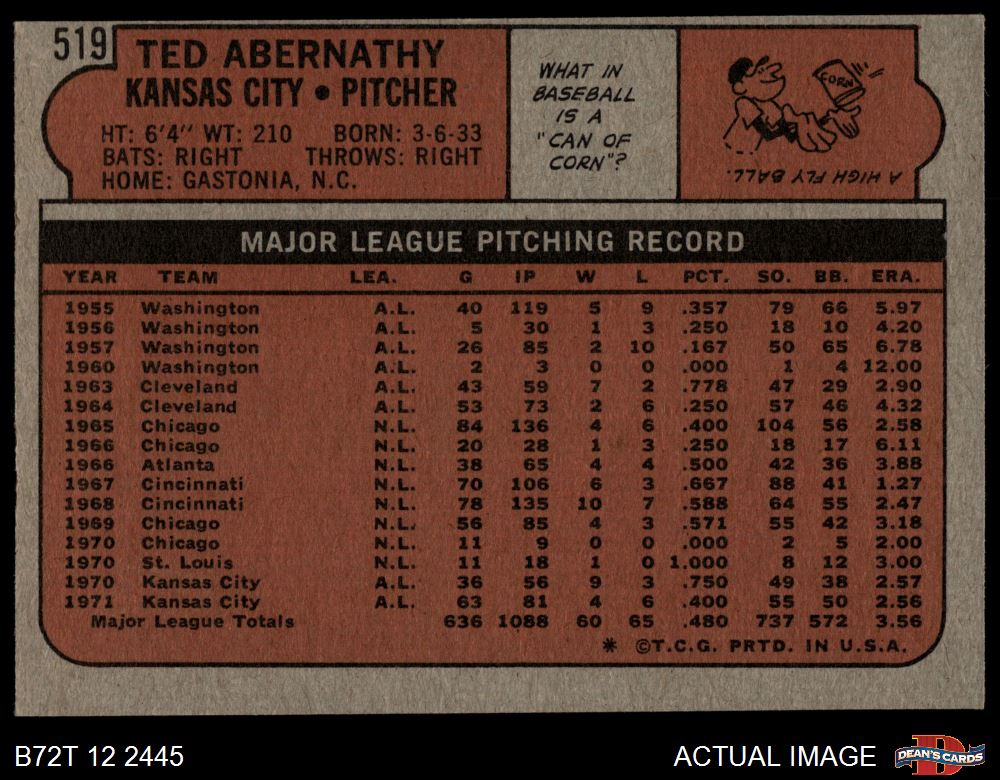 519
TED ABERNATHY
KANSAS CITY • PITCHER
HT: 6'4" WT: 210 BORN: 3-6-33
BATS: RIGHT THROWS: RIGHT
HOME: GASTONIA, N.C.
WHAT IN
BASEBALL
IS A
"CAN OF
CORN"?
CORN
A HIGH FLY BALL.
MAJOR LEAGUE PITCHING RECORD
YEAR TEAM LEA. G IP W L PCT. SO. BB. ERA.
1955 Washington A.L. 40 119 5 9 .357 79 66 5.97
1956 Washington A.L. 5 30 1 3 .250 18 10 4.20
1957 Washington A.L. 26 85 2 10 .167 50 65 6.78
1960 Washington A.L. 2 3 0 0 .000 1 4 12.00
1963 Cleveland A.L. 43 59 7 2 .778 47 29 2.90
1964 Cleveland A.L. 53 73 2 6 .250 57 46 4.32
1965 Chicago N.L. 84 136 4 6 .400 104 56 2.58
1966 Chicago N.L. 20 28 1 3 .250 18 17 6.11
1966 Atlanta N.L. 38 65 4 4 .500 42 36 3.88
1967 Cincinnati N.L. 70 106 6 3 .667 88 41 1.27
1968 Cincinnati N.L. 78 135 10 7 .588 64 55 2.47
1969 Chicago N.L. 56 85 4 3 .571 55 42 3.18
1970 Chicago N.L. 11 9 0 0 .000 2 5 2.00
1970 St. Louis N.L. 11 18 1 0 1.000 8 12 3.00
1970 Kansas City A.L. 36 56 9 3 .750 49 38 2.57
1971 Kansas City A.L. 63 81 4 6 .400 55 50 2.56
Major League Totals 636 1088 60 65 .480 737 572 3.56
* ©T.C.G. PRTD. IN U.S.A.
B72T 12 2445 ACTUAL IMAGE
D
DEAN'S CARDS